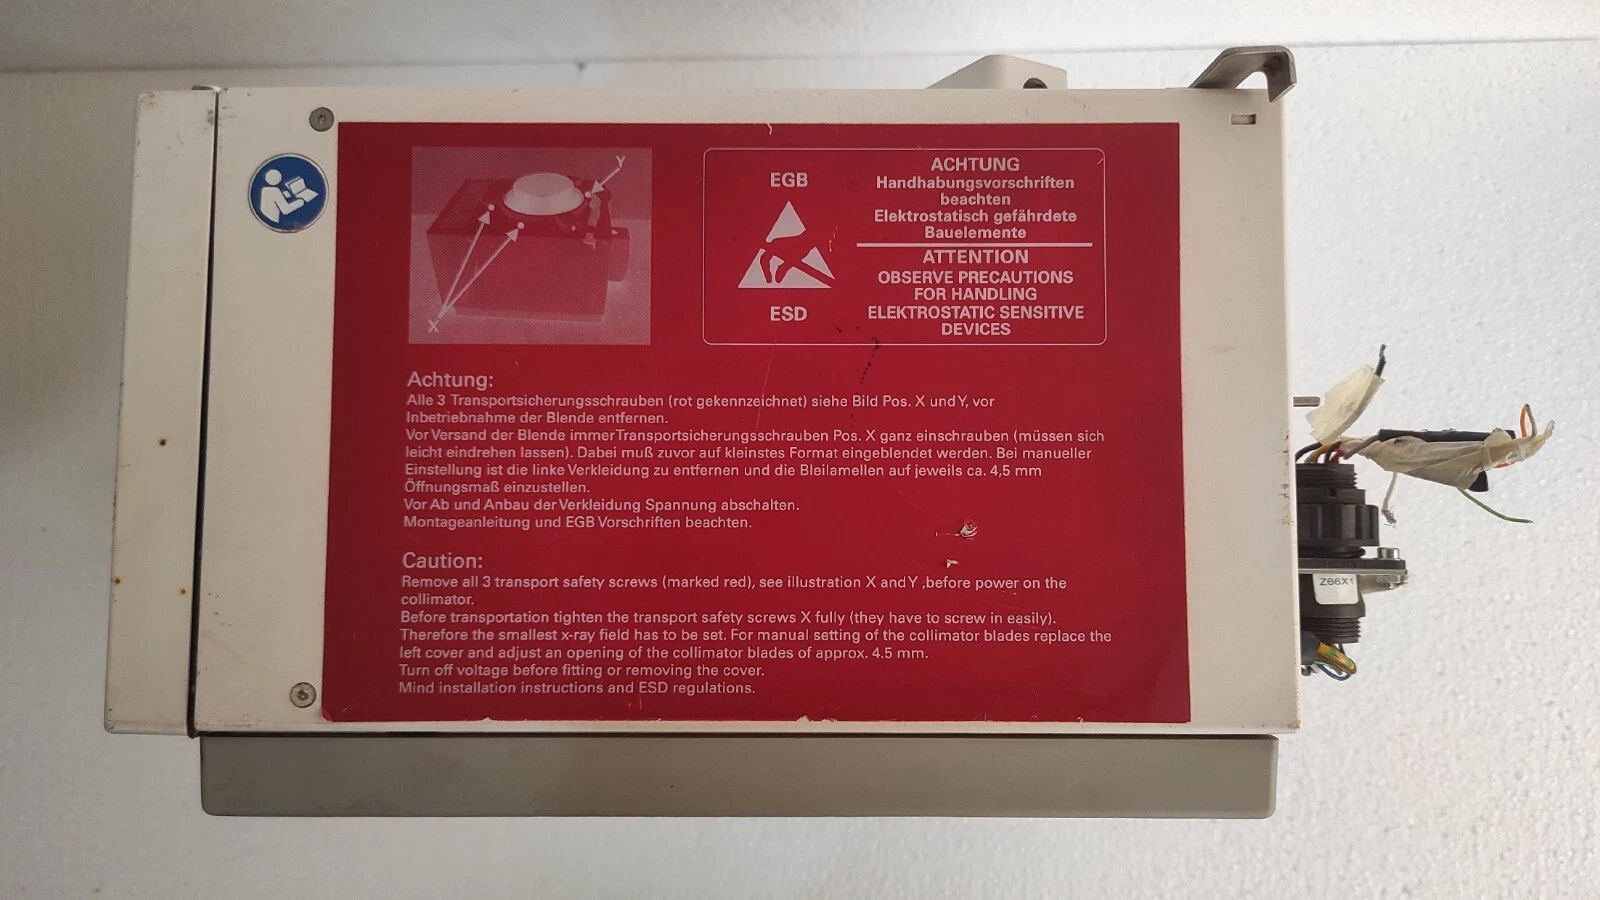 Y
X
EGB
ESD
ACHTUNG
Handhabungsvorschriften
beachten
Elektrostatisch gefährdete
Bauelemente
ATTENTION
OBSERVE PRECAUTIONS
FOR HANDLING
ELEKTROSTATIC SENSITIVE
DEVICES
Achtung:
Alle 3 Transportsicherungsschrauben (rot gekennzeichnet) siehe Bild Pos. X und Y, vor
Inbetriebnahme der Blende entfernen.
Vor Versand der Blende immer Transportsicherungsschrauben Pos. X ganz einschrauben (müssen sich
leicht eindrehen lassen). Dabei muß zuvor auf kleinstes Format eingeblendet werden. Bei manueller
Einstellung ist die linke Verkleidung zu entfernen und die Bleilamellen auf jeweils ca. 4,5 mm
Öffnungsmaß einzustellen.
Vor Ab und Anbau der Verkleidung Spannung abschalten.
Montageanleitung und EGB Vorschriften beachten.
Caution:
Remove all 3 transport safety screws (marked red), see illustration X and Y ,before power on the
collimator.
Before transportation tighten the transport safety screws X fully (they have to screw in easily).
Therefore the smallest x-ray field has to be set. For manual setting of the collimator blades replace the
left cover and adjust an opening of the collimator blades of approx. 4.5 mm.
Turn off voltage before fitting or removing the cover.
Mind installation instructions and ESD regulations.
Z66X1